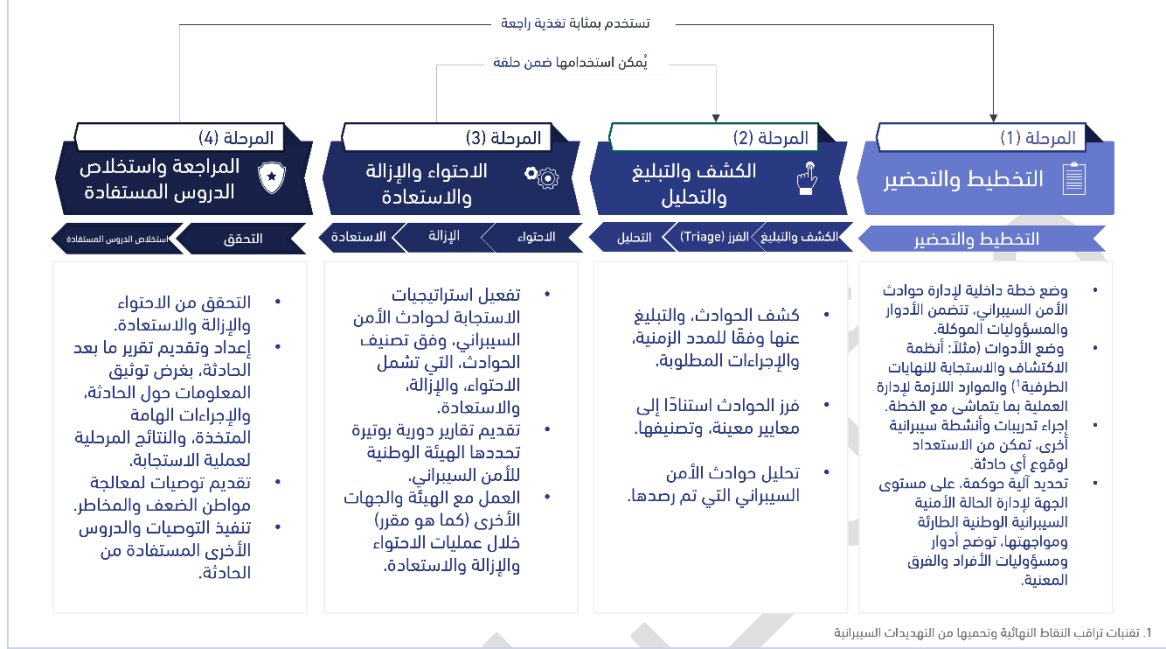 تستخدم بمثابة تغذية راجعة
يُمكن استخدامها ضمن حلقة
المرحلة (1)
التخطيط والتحضير
التخطيط والتحضير
• وضع خطة داخلية لإدارة حوادث
الأمن السيبراني، تتضمن الأدوار
والمسؤوليات الموكلة.
• وضع الأدوات (مثلاً: أنظمة
الاكتشاف والاستجابة للنهايات
الطرفية¹) والموارد اللازمة لإدارة
العملية بما يتماشى مع الخطة.
• إجراء تدريبات وأنشطة سيبرانية
أخرى، تمكن من الاستعداد
لوقوع أي حادثة.
• تحديد آلية حوكمة، على مستوى
الجهة لإدارة الحالة الأمنية
السيبرانية الوطنية الطارئة
ومواجهتها، توضح أدوار
ومسؤوليات الأفراد والفرق
المعنية.
المرحلة (2)
الكشف والتبليغ
والتحليل
الكشف والتبليغ
الفرز (Triage)
التحليل
• كشف الحوادث، والتبليغ
عنها وفقًا للمدد الزمنية،
والإجراءات المطلوبة.
• فرز الحوادث استنادًا إلى
معايير معينة، وتصنيفها.
• تحليل حوادث الأمن
السيبراني التي تم رصدها.
المرحلة (3)
الاحتواء والإزالة
والاستعادة
الاحتواء
الإزالة
الاستعادة
• تفعيل استراتيجيات
الاستجابة لحوادث الأمن
السيبراني، وفق تصنيف
الحوادث، التي تشمل
الاحتواء، والإزالة،
والاستعادة.
• تقديم تقارير دورية بوتيرة
تحددها الهيئة الوطنية
للأمن السيبراني.
• العمل مع الهيئة والجهات
الأخرى (كما هو مقرر)
خلال عمليات الاحتواء
والإزالة والاستعادة.
المرحلة (4)
المراجعة واستخلاص
الدروس المستفادة
التحقق
استخلاص الدروس المستفادة
• التحقق من الاحتواء
والإزالة والاستعادة.
• إعداد وتقديم تقرير ما بعد
الحادثة، بغرض توثيق
المعلومات حول الحادثة،
والإجراءات الهامة
المتخذة، والنتائج المرحلية
لعملية الاستجابة.
• تقديم توصيات لمعالجة
مواطن الضعف والمخاطر.
• تنفيذ التوصيات والدروس
الأخرى المستفادة من
الحادثة.
1. تقنيات تراقب النقاط النهائية وتحميها من التهديدات السيبرانية